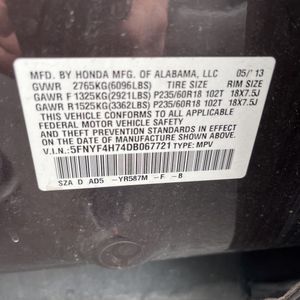 MFD. BY HONDA MFG. OF ALABAMA, LLC 05/13
GVWR 2765KG(6096LBS) TIRE SIZE RIM SIZE
GAWR F 1325KG(2921LBS) P235/60R18 102T 18X7.5J
GAWR R 1525KG(3362LBS) P235/60R18 102T 18X7.5J
THIS VEHICLE CONFORMS TO ALL APPLICABLE
FEDERAL MOTOR VEHICLE SAFETY AND
THEFT PREVENTION STANDARDS IN EFFECT ON
THE DATE OF MANUFACTURE SHOWN ABOVE.
V.I.N.: 5FNYF4H74DB067721 TYPE: MPV
SZA D AD5 -YR587M -F -B